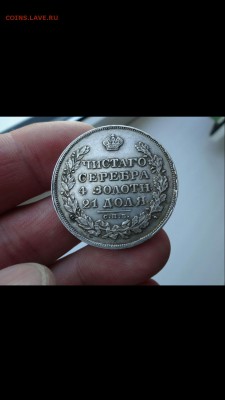 COINS.LAVE.RU
ЧИСТАГО
СЕРЕБРА
4 ЗОЛОТН
21 ДОЛЯ
С.П.Б.